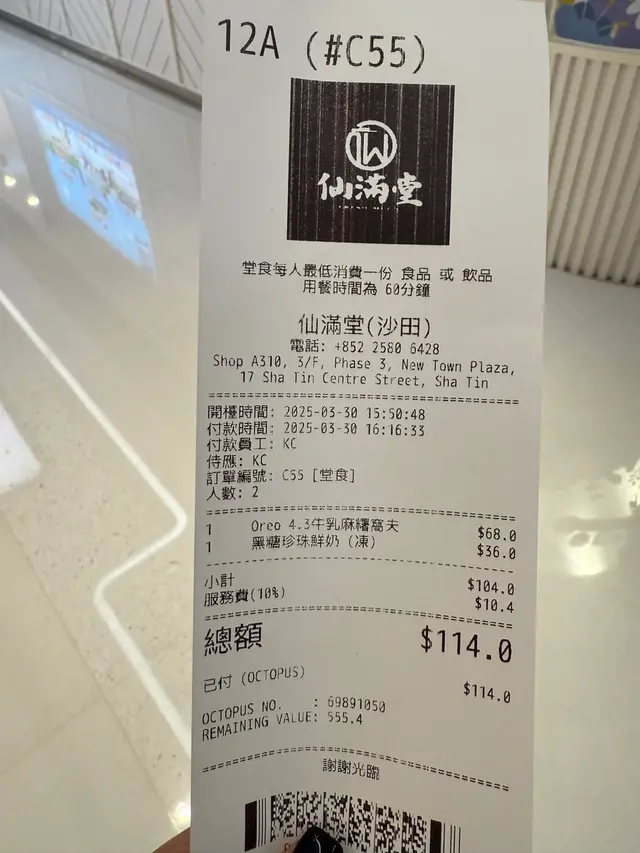 12A (#C55)
TW
仙滿堂
堂食每人最低消費一份 食品 或 飲品
用餐時間為 60分鐘
仙滿堂(沙田)
電話: +852 2580 6428
Shop A310, 3/F, Phase 3, New Town Plaza,
17 Sha Tin Centre Street, Sha Tin
開檯時間: 2025-03-30 15:50:48
付款時間: 2025-03-30 16:16:33
付款員工: KC
侍應: KC
訂單編號: C55 [堂食]
人數: 2
1 Oreo 4.3牛乳麻糬窩夫 $68.0
1 黑糖珍珠鮮奶 (凍) $36.0
小計 $104.0
服務費(10%) $10.4
總額 $114.0
已付 (OCTOPUS) $114.0
OCTOPUS NO. : 69891050
REMAINING VALUE: 555.4
謝謝光臨